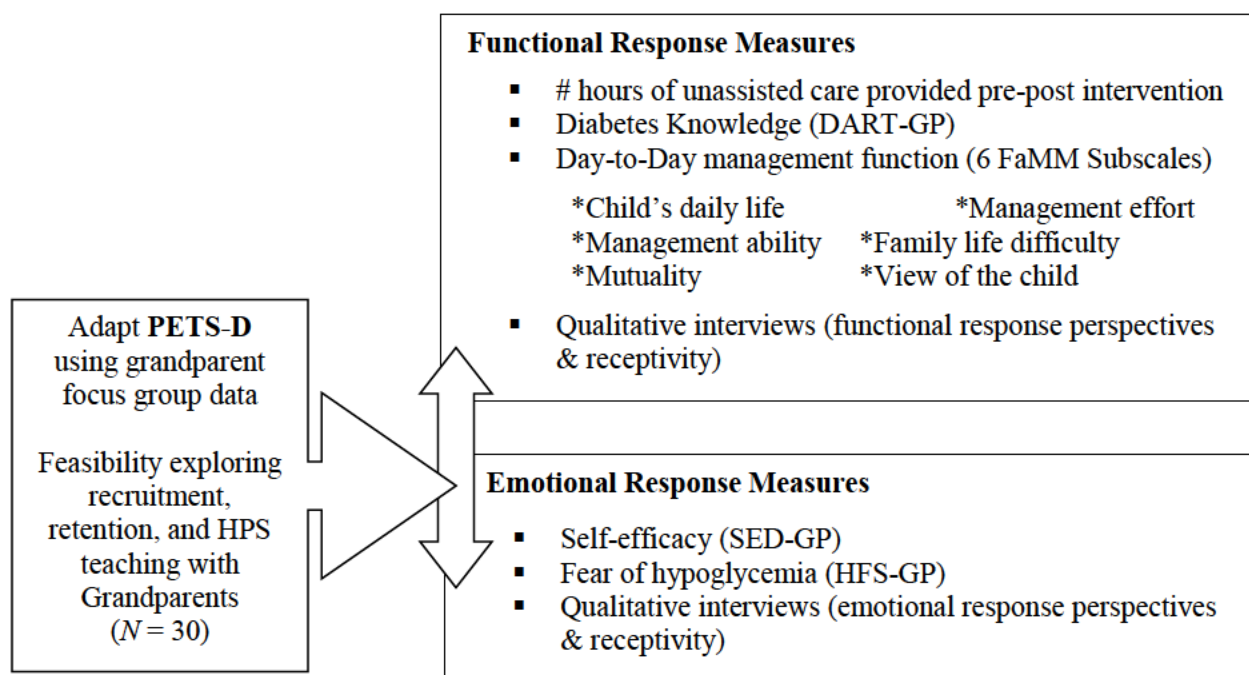 Functional Response Measures
▪ # hours of unassisted care provided pre-post intervention
▪ Diabetes Knowledge (DART-GP)
▪ Day-to-Day management function (6 FaMM Subscales)
*Child's daily life *Management effort
*Management ability *Family life difficulty
*Mutuality *View of the child
▪ Qualitative interviews (functional response perspectives
& receptivity)
Adapt PETS-D
using grandparent
focus group data
Feasibility exploring
recruitment,
retention, and HPS
teaching with
Grandparents
(N = 30)
Emotional Response Measures
▪ Self-efficacy (SED-GP)
▪ Fear of hypoglycemia (HFS-GP)
▪ Qualitative interviews (emotional response perspectives
& receptivity)